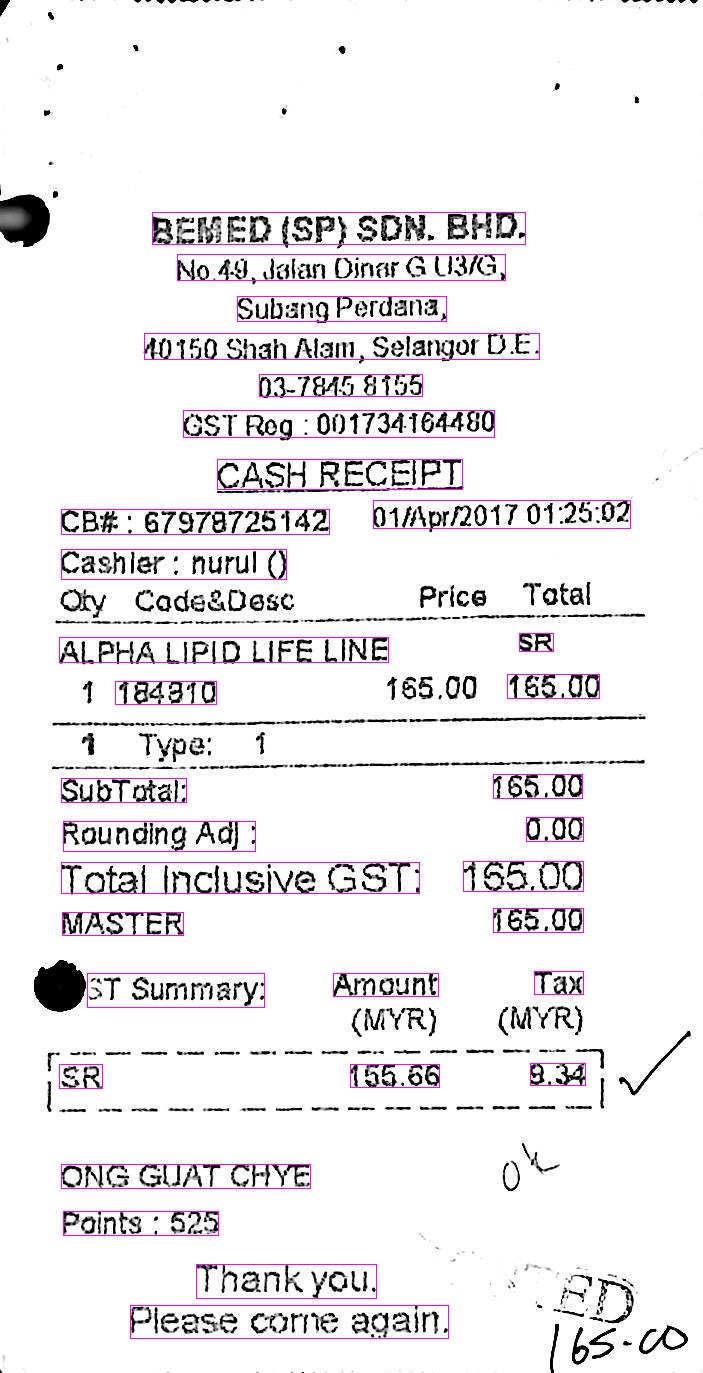 BEMED (SP) SDN. BHD.
No.49, Jalan Dinar G U3/G,
Subang Perdana,
40150 Shah Alam, Selangor D.E.
03-7845 8155
GST Reg : 001734164480
CASH RECEIPT
CB# : 67978725142 01/Apr/2017 01:25:02
Cashier : nurul ()
Qty Code&Desc Price Total
ALPHA LIPID LIFE LINE SR
1 184910 165.00 165.00
1 Type: 1
SubTotal: 165.00
Rounding Adj : 0.00
Total Inclusive GST: 165.00
MASTER 165.00
ST Summary: Amount Tax
(MYR) (MYR)
SR 155.66 9.34
ok
ONG GUAT CHYE
Points : 525
Thank you.
Please come again.
165-00